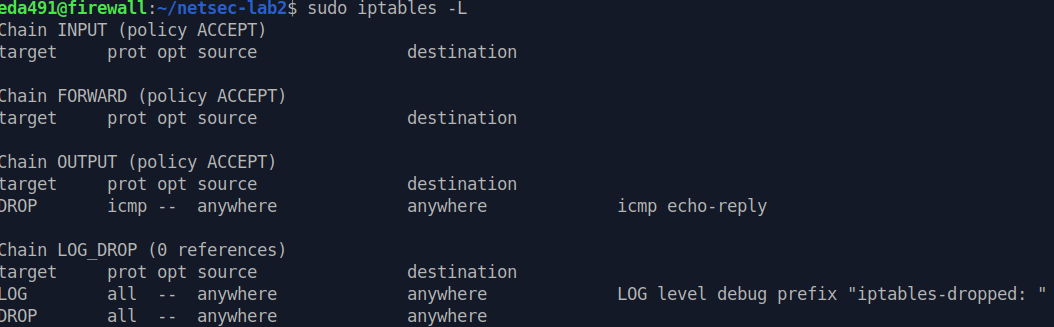 eda491@firewall:~/netsec-lab2$ sudo iptables -L
Chain INPUT (policy ACCEPT)
target     prot opt source               destination

Chain FORWARD (policy ACCEPT)
target     prot opt source               destination

Chain OUTPUT (policy ACCEPT)
target     prot opt source               destination
DROP       icmp --  anywhere             anywhere             icmp echo-reply

Chain LOG_DROP (0 references)
target     prot opt source               destination
LOG        all  --  anywhere             anywhere             LOG level debug prefix "iptables-dropped: "
DROP       all  --  anywhere             anywhere